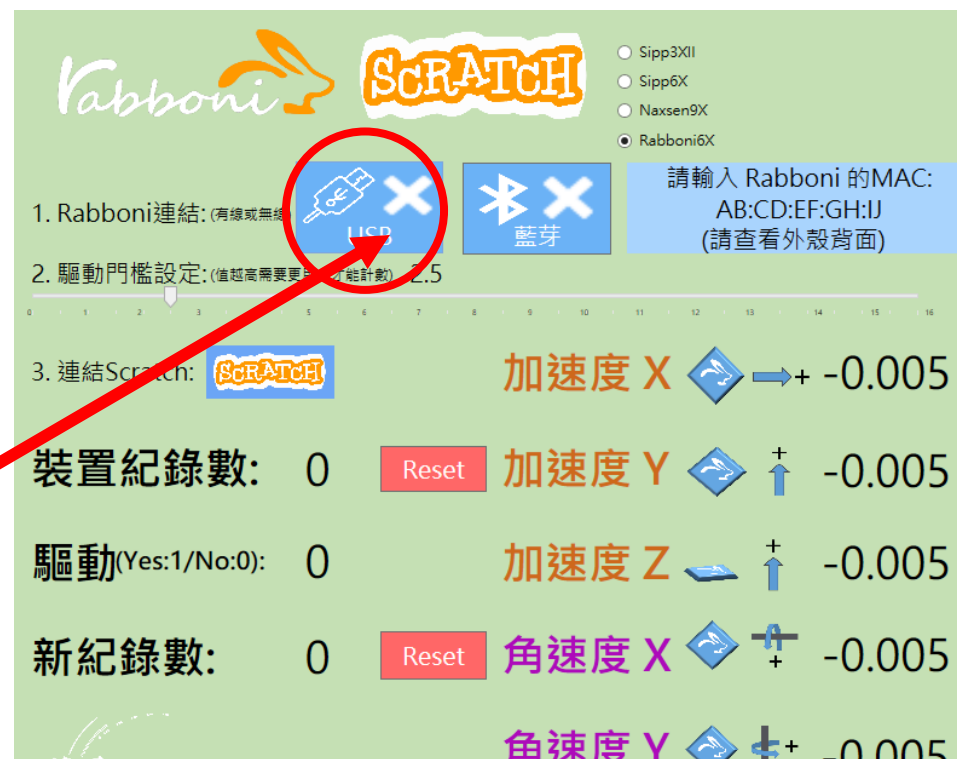 rabboni
SCRATCH
Sipp3XII
Sipp6X
Naxsen9X
Rabboni6X
1. Rabboni連結: (有線或無線)
USB
藍芽
請輸入 Rabboni 的MAC:
AB:CD:EF:GH:IJ
(請查看外殼背面)
2. 驅動門檻設定: (值越高需要更 才能計數) 2.5
0 1 2 3 5 6 7 8 9 10 11 12 13 14 15 16
3. 連結Scratch: SCRATCH
加速度 X + -0.005
裝置紀錄數: 0 Reset
加速度 Y + -0.005
驅動(Yes:1/No:0): 0
加速度 Z + -0.005
新紀錄數: 0 Reset
角速度 X + -0.005
角速度 Y + -0.005